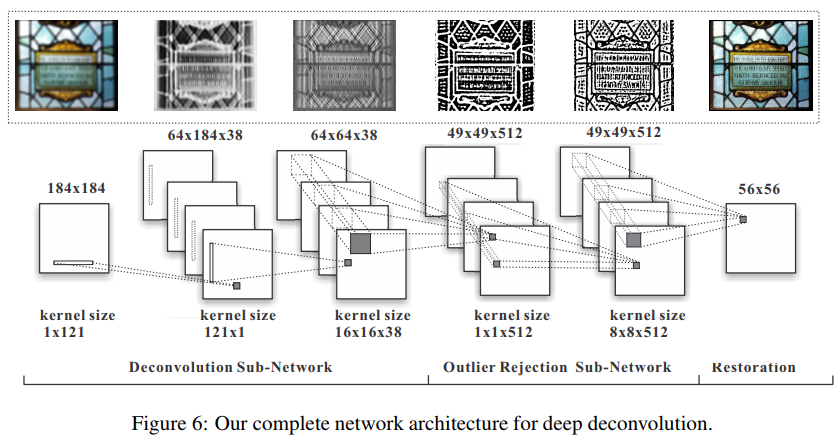 64x184x38 64x64x38 49x49x512 49x49x512
184x184 56x56
kernel size kernel size kernel size kernel size kernel size
1x121 121x1 16x16x38 1x1x512 8x8x512
Deconvolution Sub-Network Outlier Rejection Sub-Network Restoration
Figure 6: Our complete network architecture for deep deconvolution.